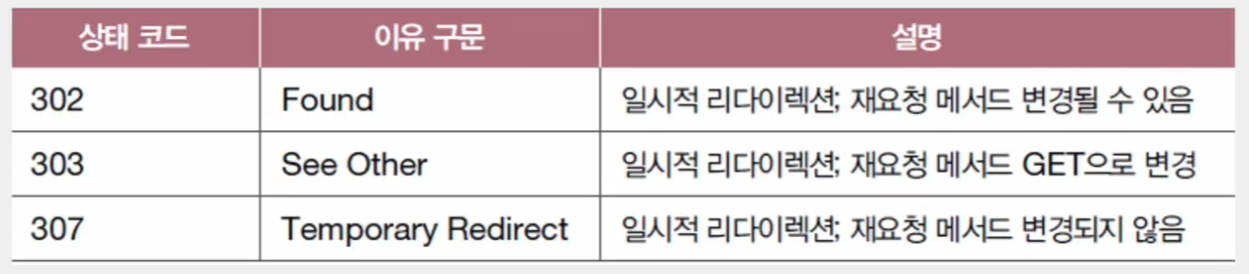 상태 코드 이유 구문 설명
302 Found 일시적 리다이렉션; 재요청 메서드 변경될 수 있음
303 See Other 일시적 리다이렉션; 재요청 메서드 GET으로 변경
307 Temporary Redirect 일시적 리다이렉션; 재요청 메서드 변경되지 않음